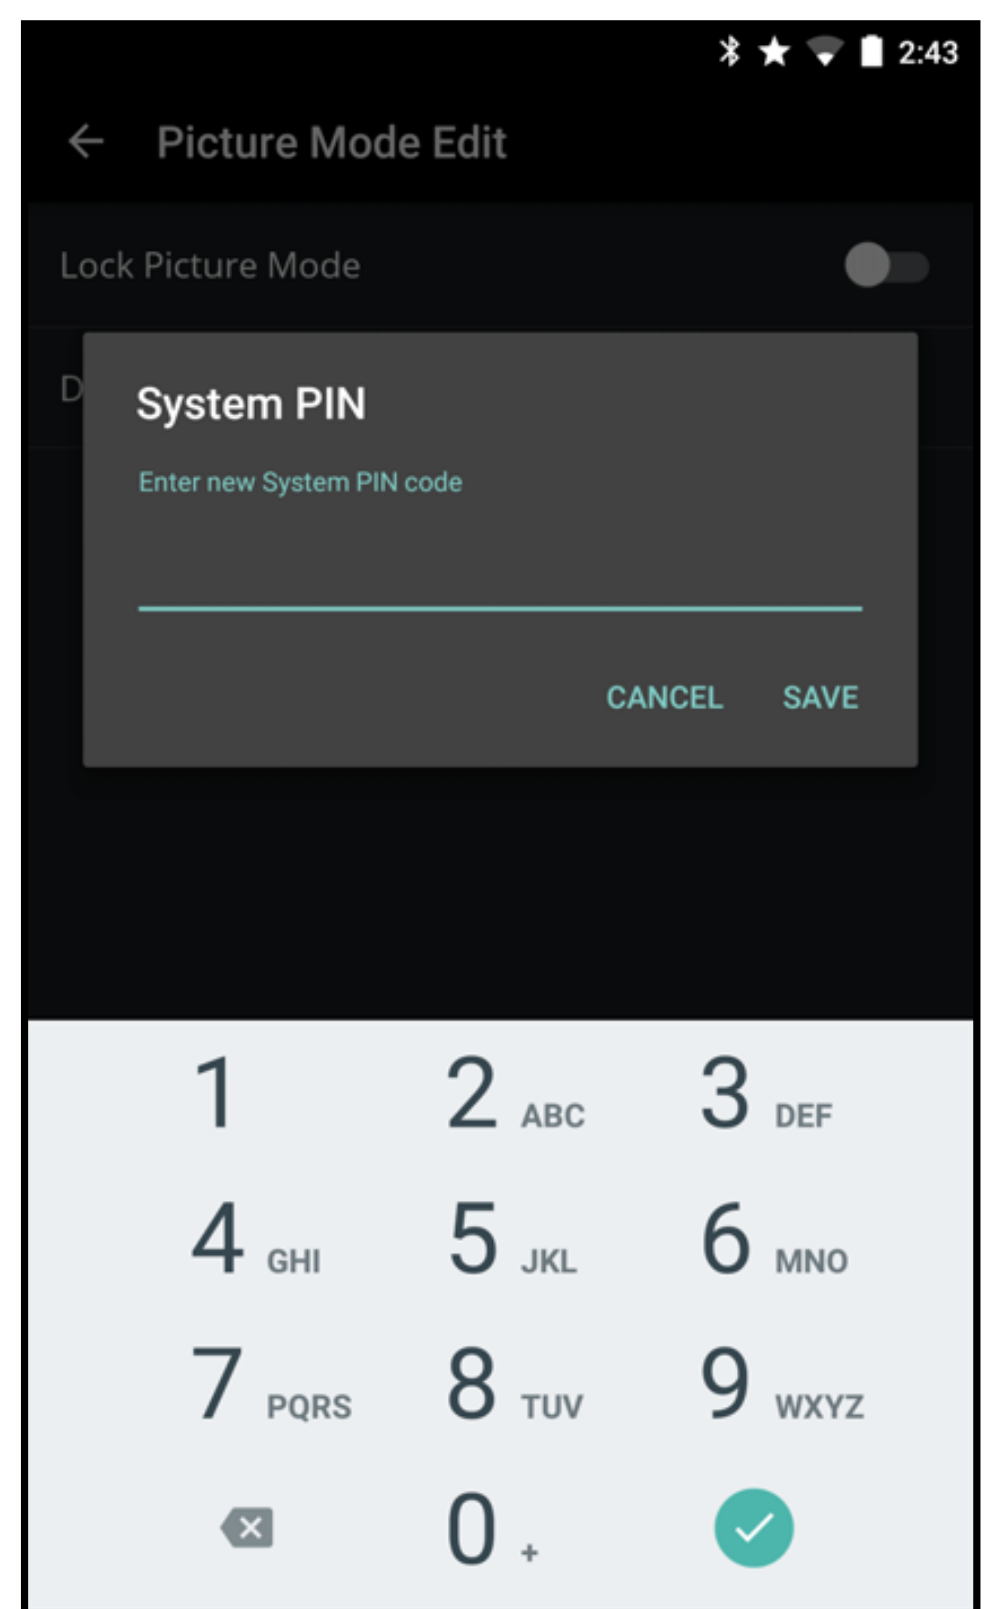 2:43
Picture Mode Edit
Lock Picture Mode
D
System PIN
Enter new System PIN code
CANCEL SAVE
1 2 ABC 3 DEF
4 GHI 5 JKL 6 MNO
7 PQRS 8 TUV 9 WXYZ
0 +